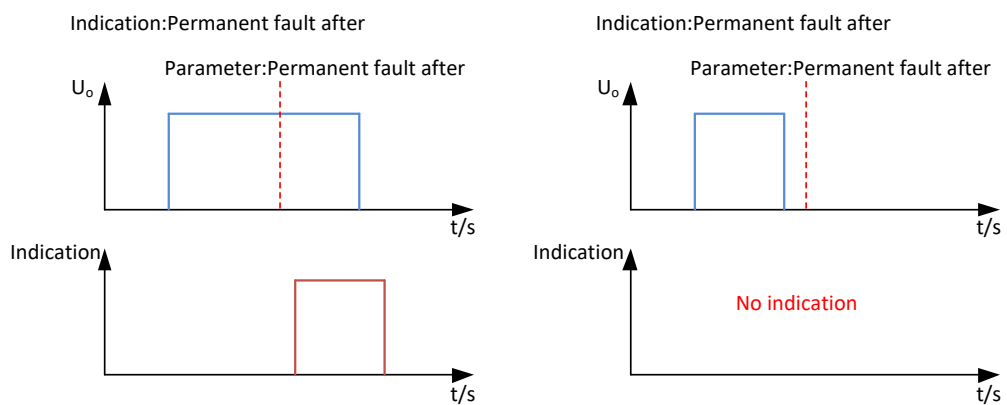 Indication:Permanent fault after
Parameter:Permanent fault after
Uₒ
t/s
Indication
t/s
Indication:Permanent fault after
Parameter:Permanent fault after
Uₒ
t/s
Indication
No indication
t/s